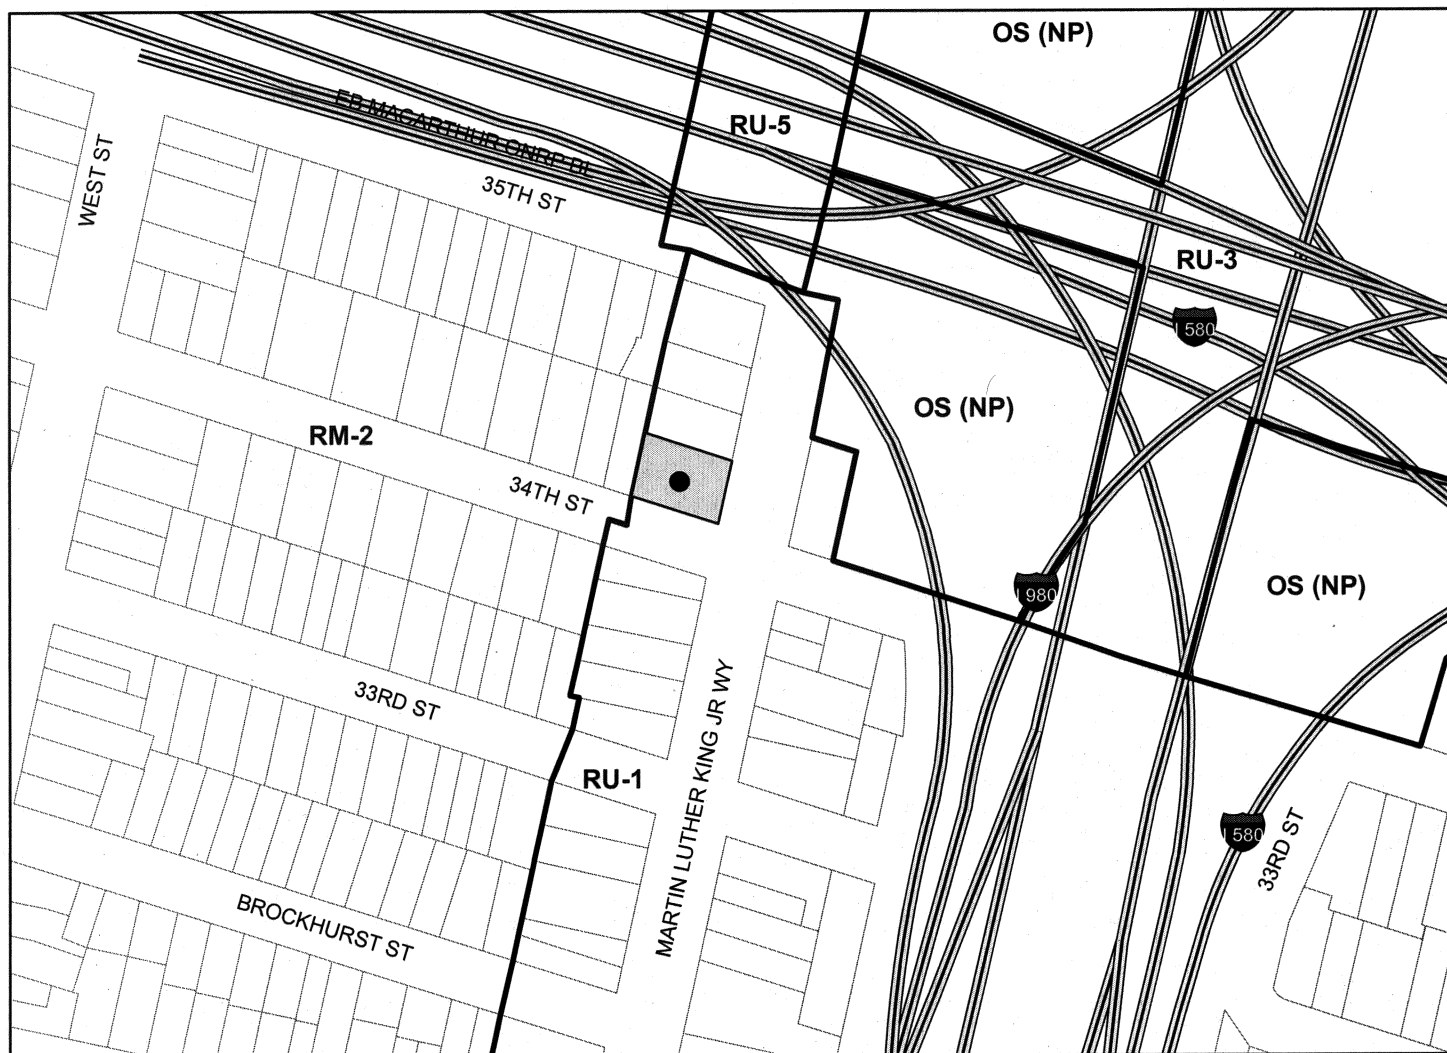 OS (NP)
EB MACARTHUR ONRP BL
RU-5
WEST ST
35TH ST
RU-3
I 580
OS (NP)
RM-2
34TH ST
I 980
OS (NP)
33RD ST
MARTIN LUTHER KING JR WY
RU-1
I 580
33RD ST
BROCKHURST ST